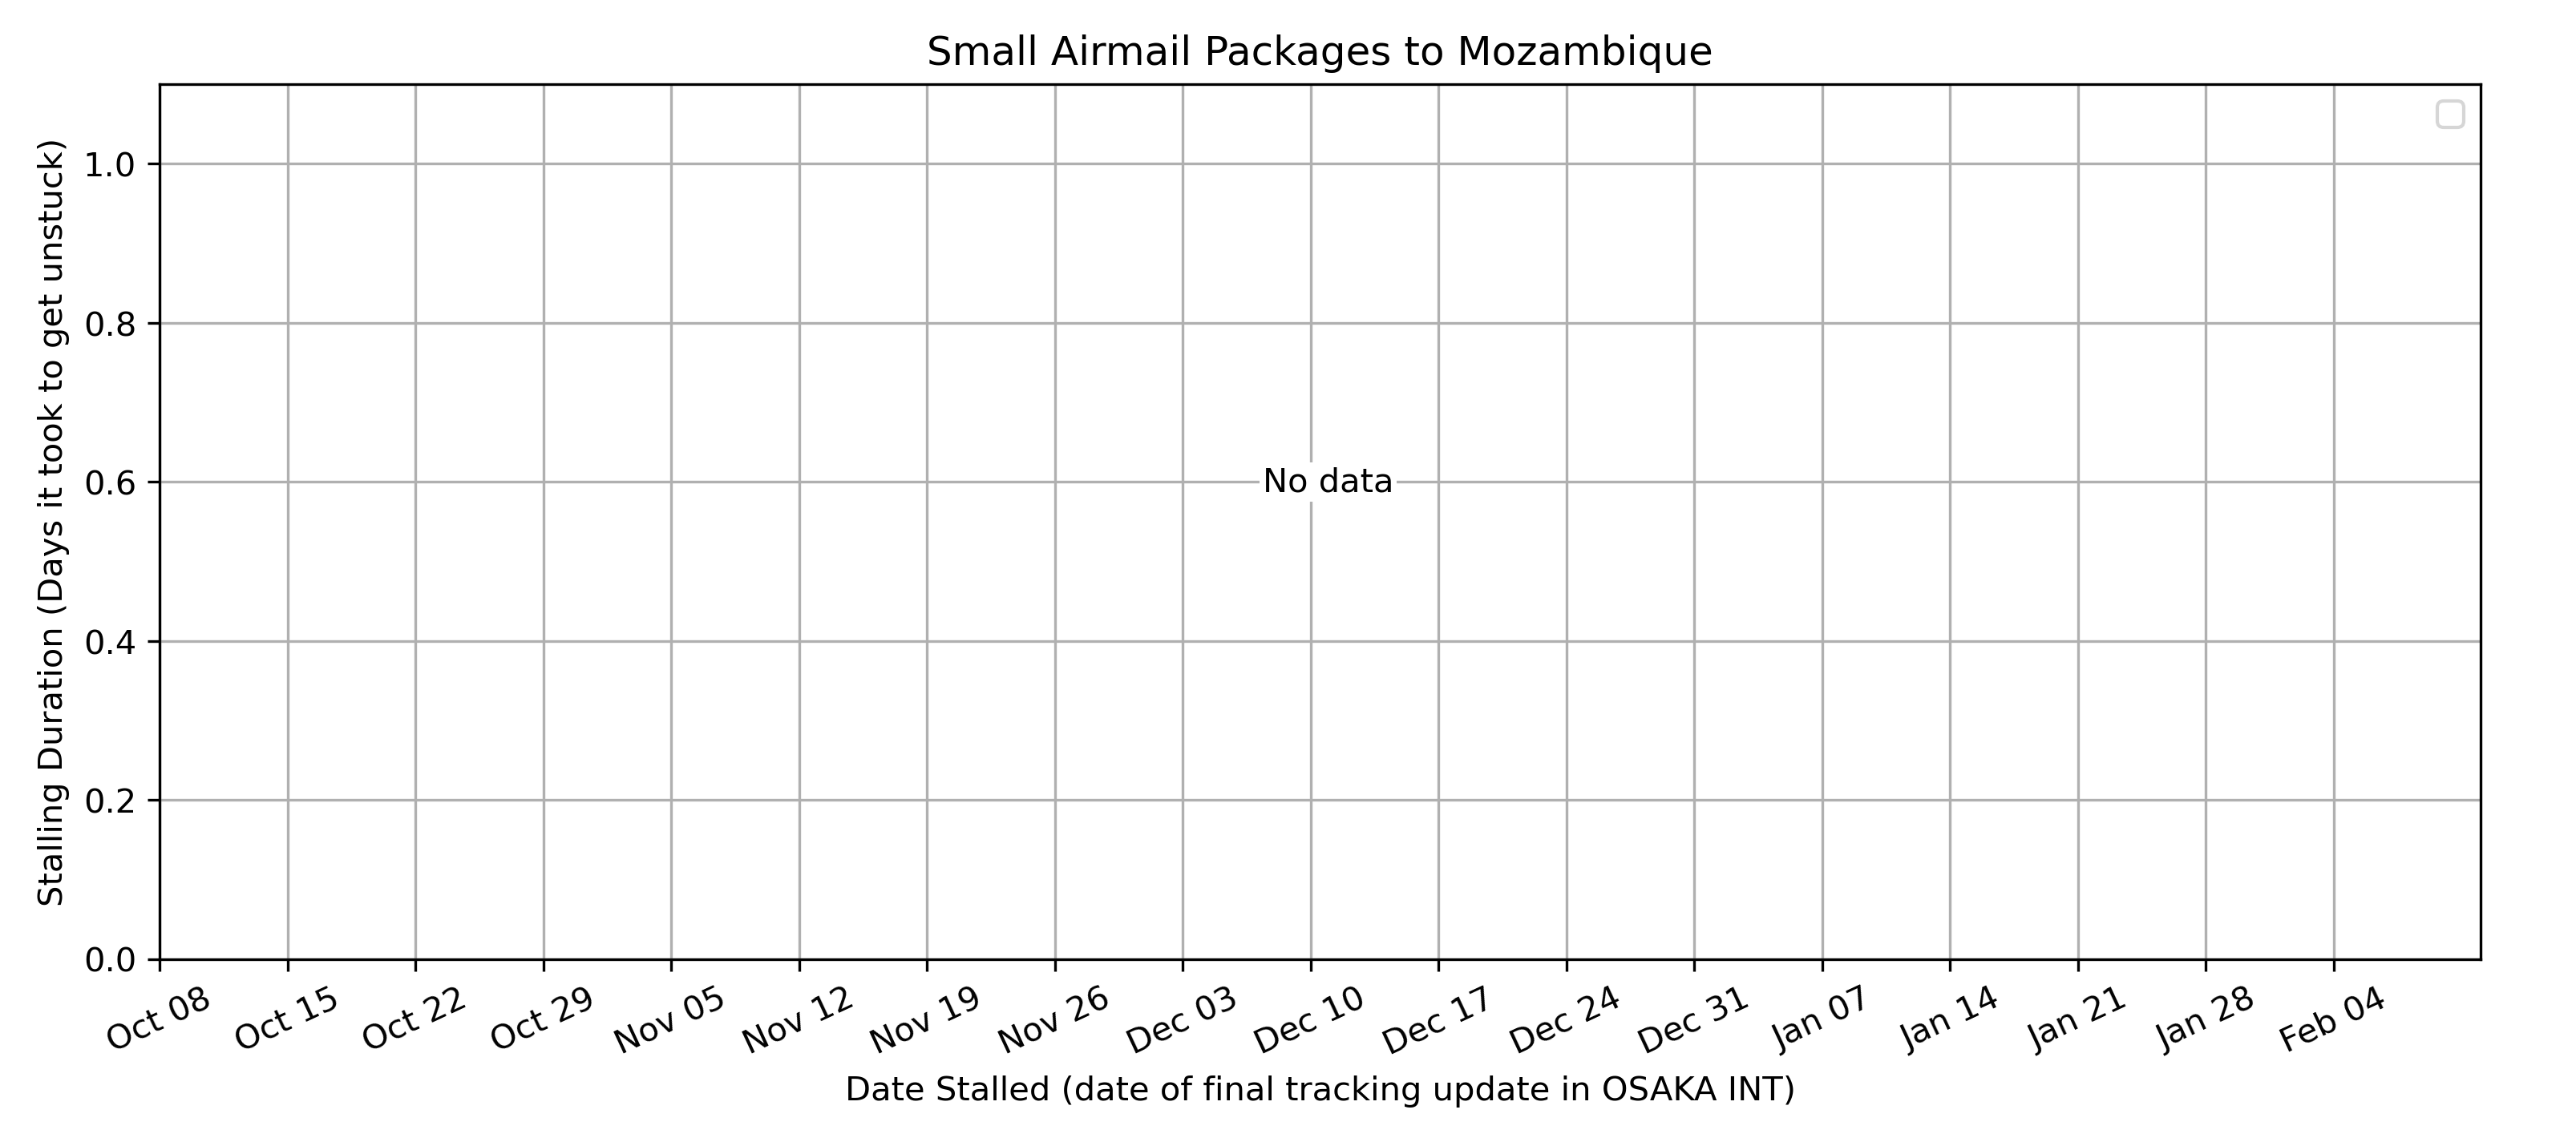 Small Airmail Packages to Mozambique
Stalling Duration (Days it took to get unstuck)
1.0
0.8
0.6
0.4
0.2
0.0
No data
Oct 08
Oct 15
Oct 22
Oct 29
Nov 05
Nov 12
Nov 19
Nov 26
Dec 03
Dec 10
Dec 17
Dec 24
Dec 31
Jan 07
Jan 14
Jan 21
Jan 28
Feb 04
Date Stalled (date of final tracking update in OSAKA INT)